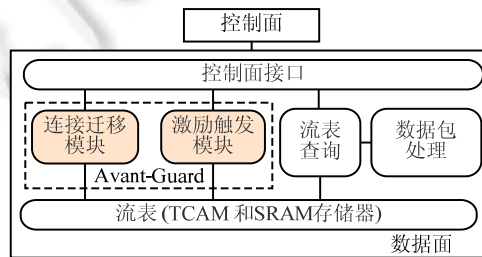 控制面
控制面接口
连接迁移
模块
激励触发
模块
流表
查询
数据包
处理
Avant-Guard
流表 (TCAM 和SRAM存储器)
数据面